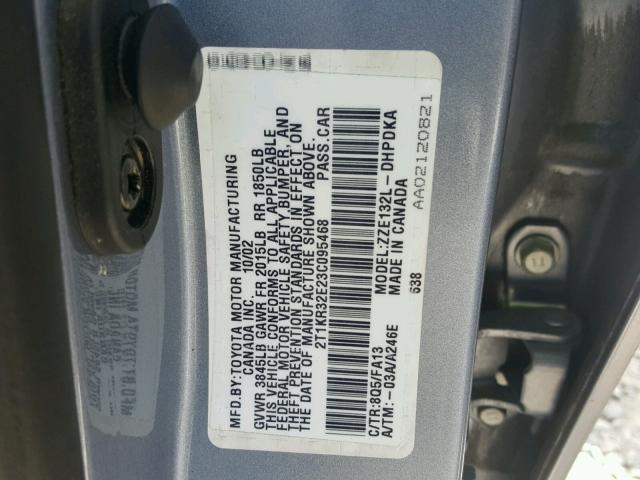 MFD.BY:TOYOTA MOTOR MANUFACTURING
CANADA INC. 10/02
GVWR 3845LB GAWR FR 2015LB RR 1850LB
THIS VEHICLE CONFORMS TO ALL APPLICABLE
FEDERAL MOTOR VEHICLE SAFETY, BUMPER, AND
THEFT PREVENTION STANDARDS IN EFFECT ON
THE DATE OF MANUFACTURE SHOWN ABOVE.
2T1KR32E23C095468 PASS.CAR
C/TR:8Q5/FA13 MODEL:ZZE132L-DHPDKA
A/TM:-03A/A246E MADE IN CANADA
638
AA02120821